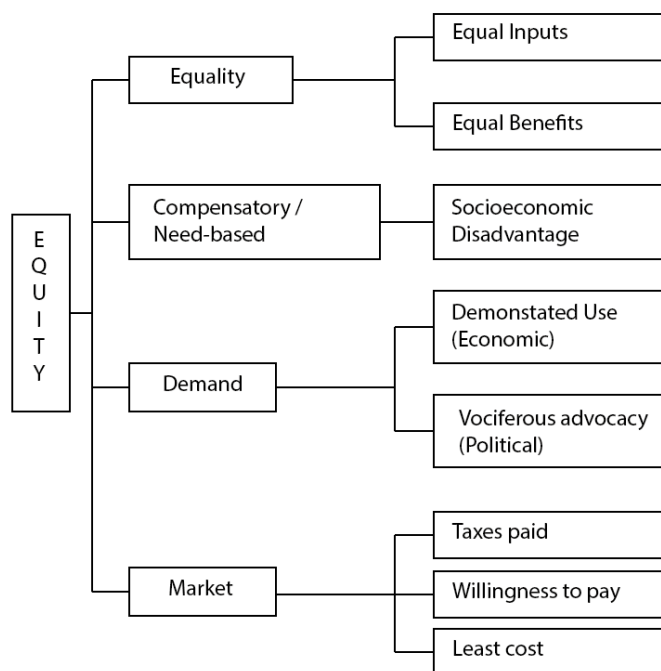 E
Q
U
I
T
Y
Equality
Equal Inputs
Equal Benefits
Compensatory /
Need-based
Socioeconomic
Disadvantage
Demand
Demonstated Use
(Economic)
Vociferous advocacy
(Political)
Market
Taxes paid
Willingness to pay
Least cost